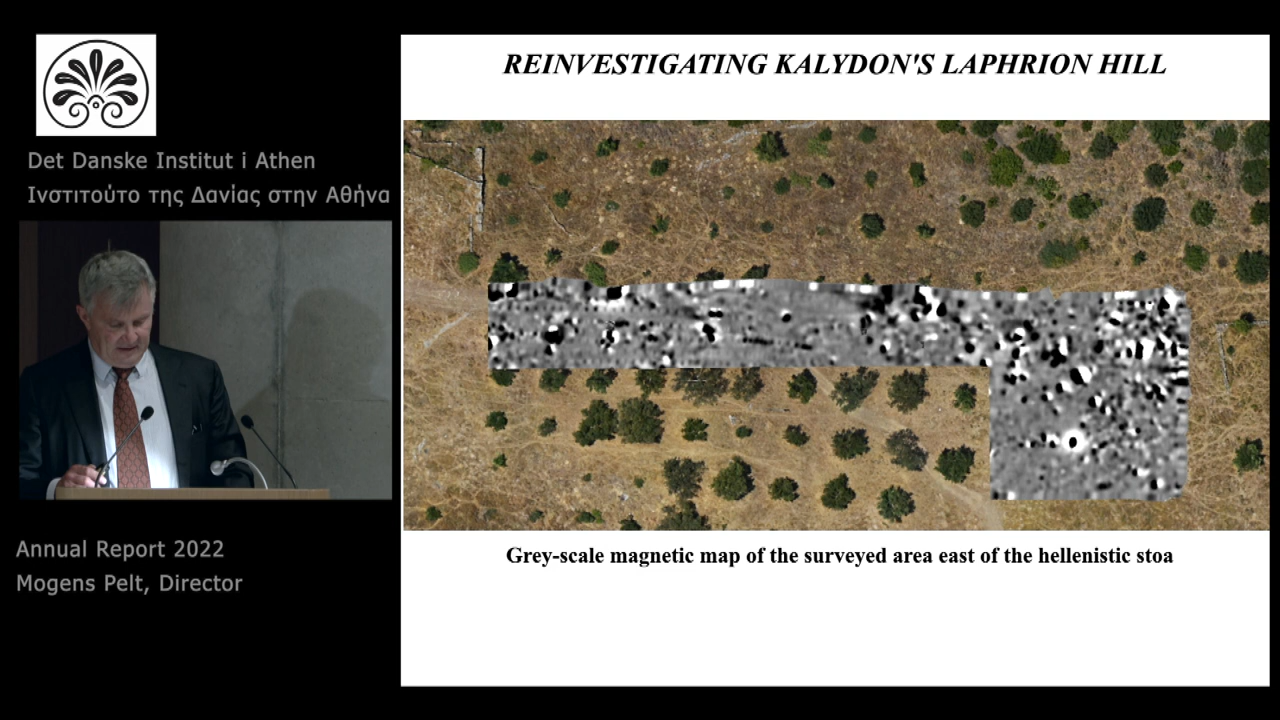 Det Danske Institut i Athen
Ινστιτούτο της Δανίας στην Αθήνα
Annual Report 2022
Mogens Pelt, Director
REINVESTIGATING KALYDON'S LAPHRION HILL
Grey-scale magnetic map of the surveyed area east of the hellenistic stoa